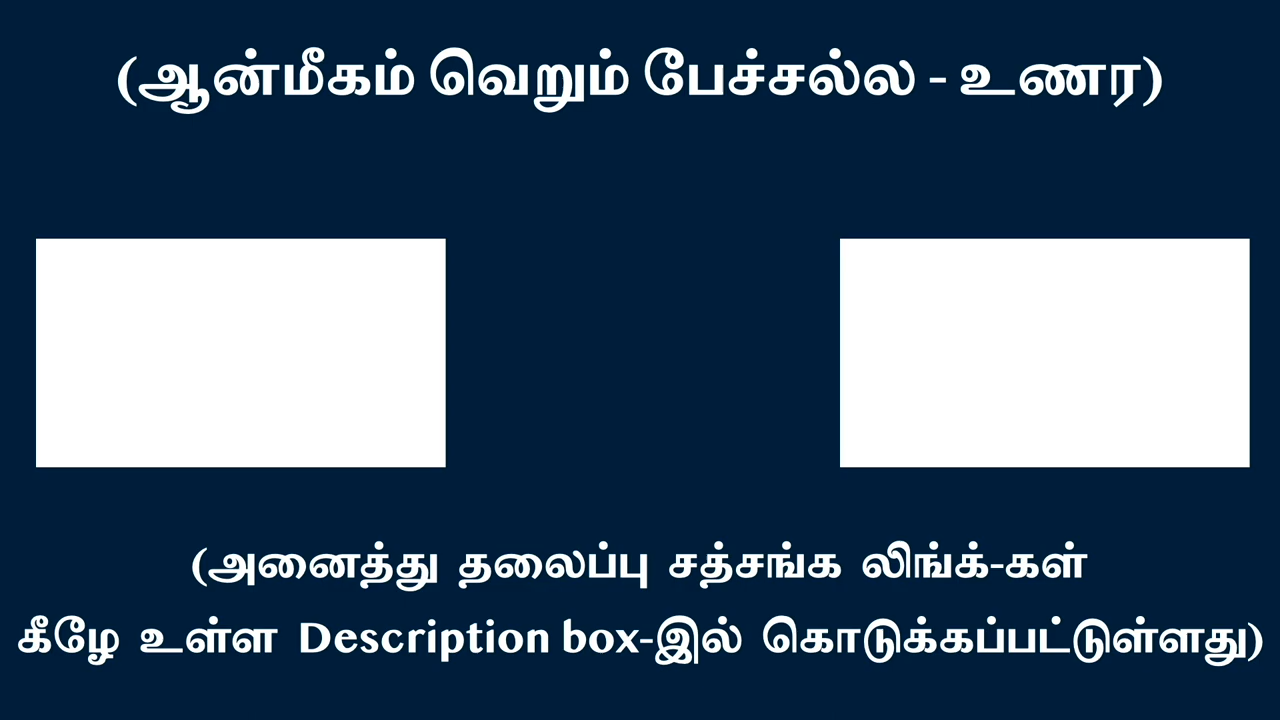 (ஆன்மீகம் வெறும் பேச்சல்ல - உணர)
(அனைத்து தலைப்பு சத்சங்க லிங்க்-கள்
கீழே உள்ள Description box-இல் கொடுக்கப்பட்டுள்ளது)